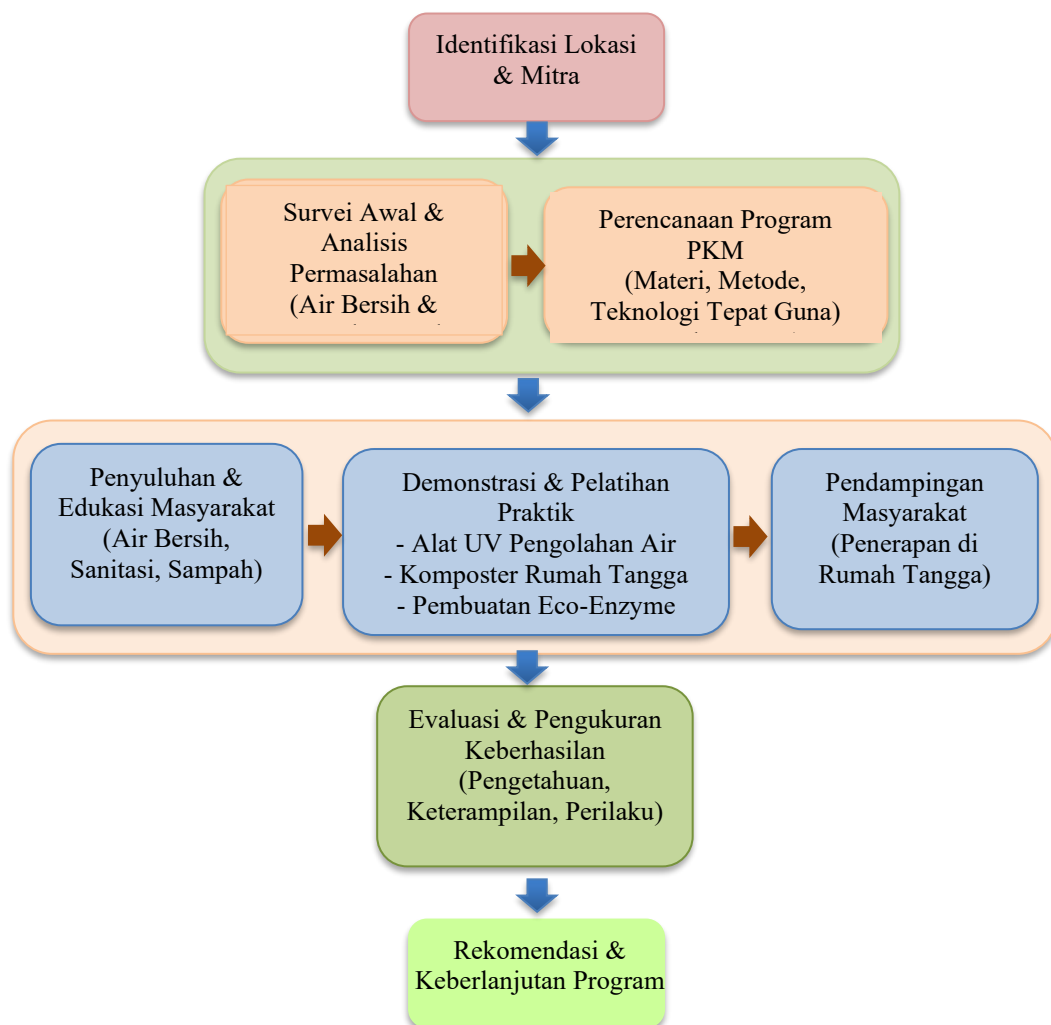 Identifikasi Lokasi
& Mitra
Survei Awal &
Analisis
Permasalahan
(Air Bersih &
Perencanaan Program
PKM
(Materi, Metode,
Teknologi Tepat Guna)
Penyuluhan &
Edukasi Masyarakat
(Air Bersih,
Sanitasi, Sampah)
Demonstrasi & Pelatihan
Praktik
- Alat UV Pengolahan Air
- Komposter Rumah Tangga
- Pembuatan Eco-Enzyme
Pendampingan
Masyarakat
(Penerapan di
Rumah Tangga)
Evaluasi & Pengukuran
Keberhasilan
(Pengetahuan,
Keterampilan, Perilaku)
Rekomendasi &
Keberlanjutan Program